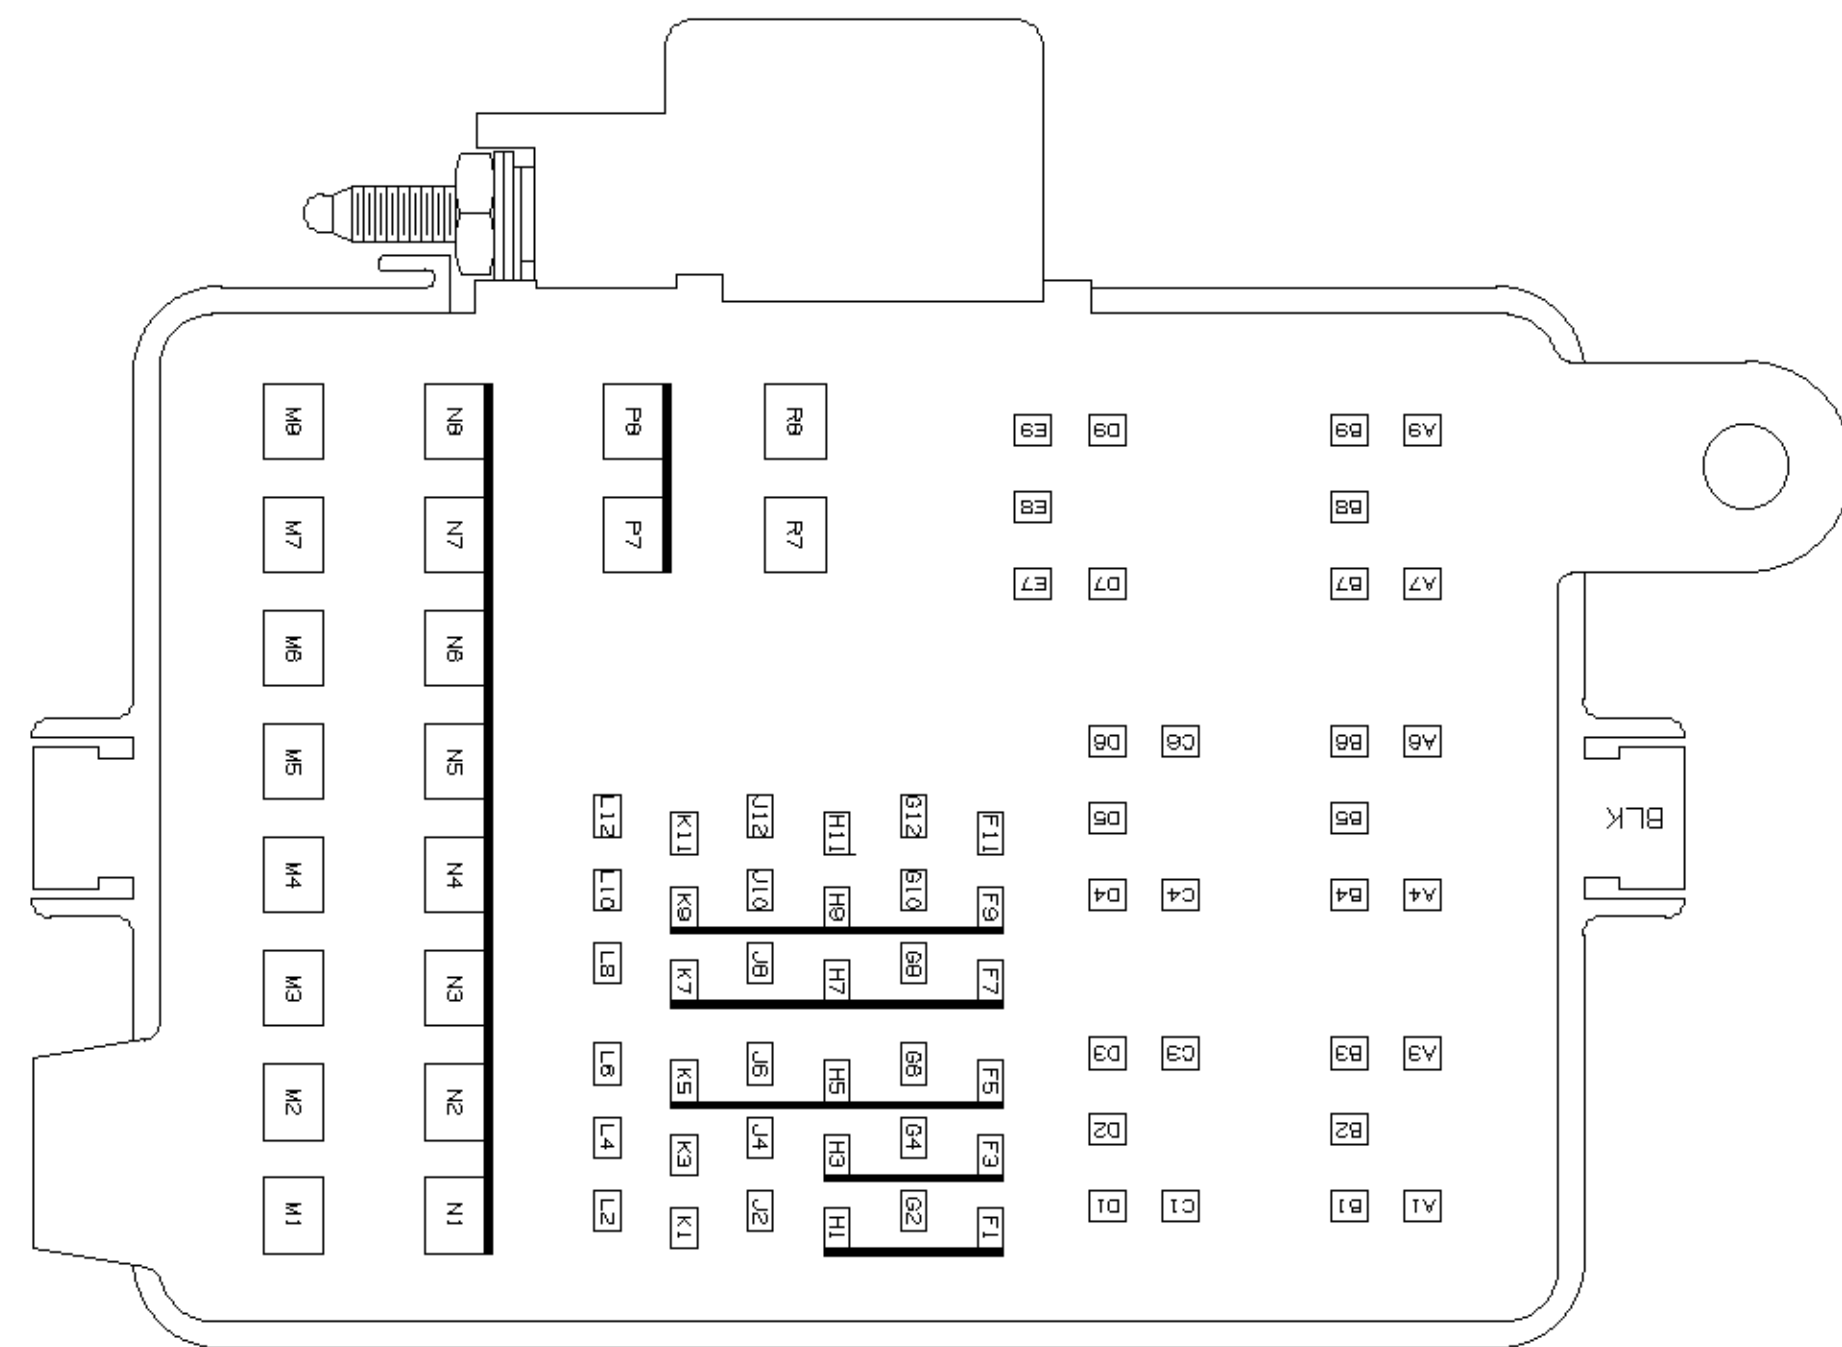 M8 N8 P8 R8 E9 D9 B9 A9
E8 B8
M7 N7 P7 R7 E7 D7 B7 A7
M6 N6
M5 N5 D6 C6 B6 A6
L12 K11 J12 H11 G12 F11 D5 B5 BLK
M4 N4 L10 K9 J10 H9 G10 F9 D4 C4 B4 A4
M3 N3 L8 K7 J8 H7 G8 F7
L6 K5 J6 H5 G6 F5 D3 C3 B3 A3
M2 N2 L4 K3 J4 H3 G4 F3 D2 B2
M1 N1 L2 K1 J2 H1 G2 F1 D1 C1 B1 A1